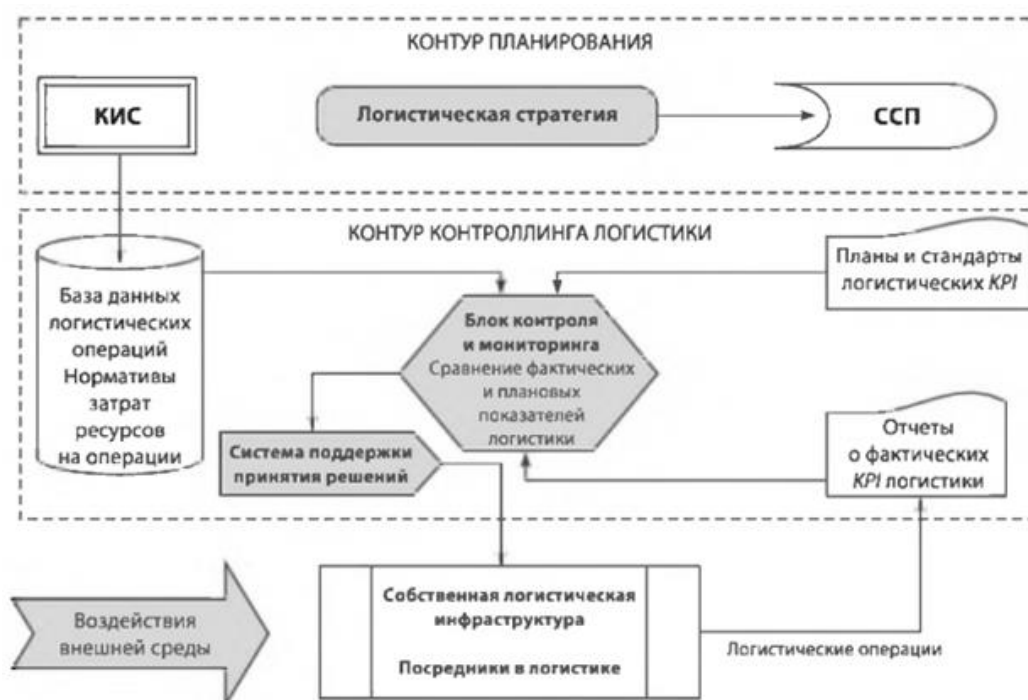 КОНТУР ПЛАНИРОВАНИЯ
КИС
Логистическая стратегия
ССП
КОНТУР КОНТРОЛЛИНГА ЛОГИСТИКИ
База данных
логистических
операций
Нормативы
затрат
ресурсов
на операции
Блок контроля
и мониторинга
Сравнение фактических
и плановых
показателей
логистики
Планы и стандарты
логистических KPI
Система поддержки
принятия решений
Отчеты
о фактических
KPI логистики
Воздействия
внешней среды
Собственная логистическая
инфраструктура
Посредники в логистике
Логистические операции